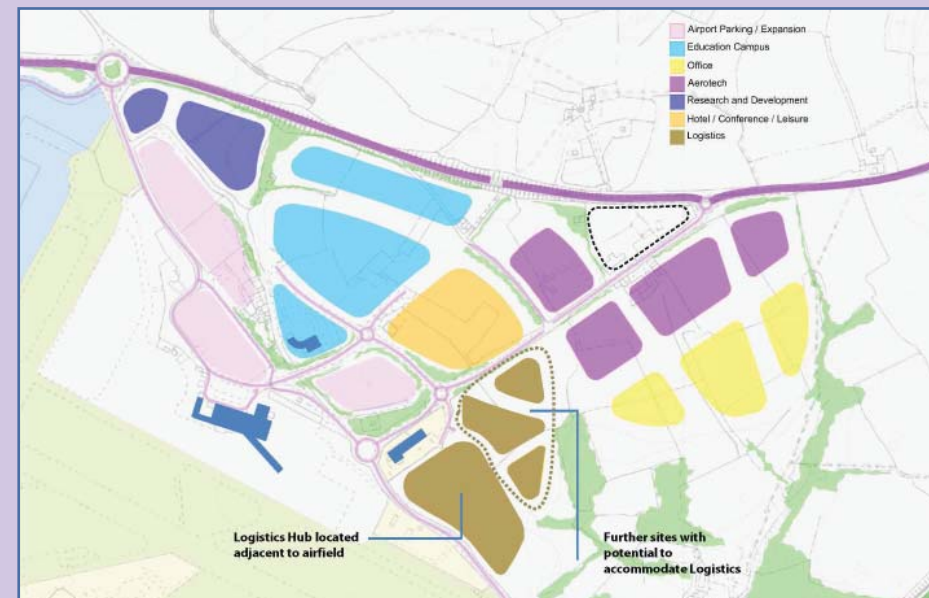 Airport Parking / Expansion
Education Campus
Office
Aerotech
Research and Development
Hotel / Conference / Leisure
Logistics
Logistics Hub located
adjacent to airfield
Further sites with
potential to
accommodate Logistics